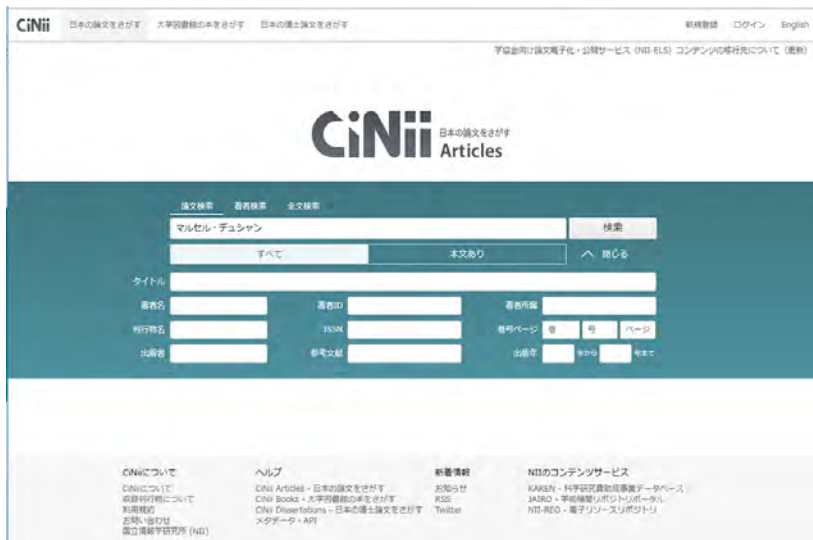 CiNii 日本の論文をさがす 大学図書館の本をさがす 日本の博士論文をさがす 新規登録 ログイン English
学協会向け論文電子化・公開サービス（NII-ELS）コンテンツの移行先について（更新）
CiNii 日本の論文をさがす
Articles
論文検索 著者検索 全文検索
マルセル・デュシャン 検索
すべて 本文あり 閉じる
タイトル
著者名 著者ID 著者所属
刊行物名 ISSN 巻号ページ 巻 号 ページ
出版者 参考文献 出版年 年から 年まで
CiNiiについて ヘルプ 新着情報 NIIのコンテンツサービス
CiNiiについて CiNii Articles - 日本の論文をさがす お知らせ KAKEN - 科学研究費助成事業データベース
収録刊行物について CiNii Books - 大学図書館の本をさがす RSS JAIRO - 学術機関リポジトリポータル
利用規約 CiNii Dissertations - 日本の博士論文をさがす Twitter NII-REO - 電子リソースリポジトリ
お問い合わせ メタデータ・API
国立情報学研究所 (NII)